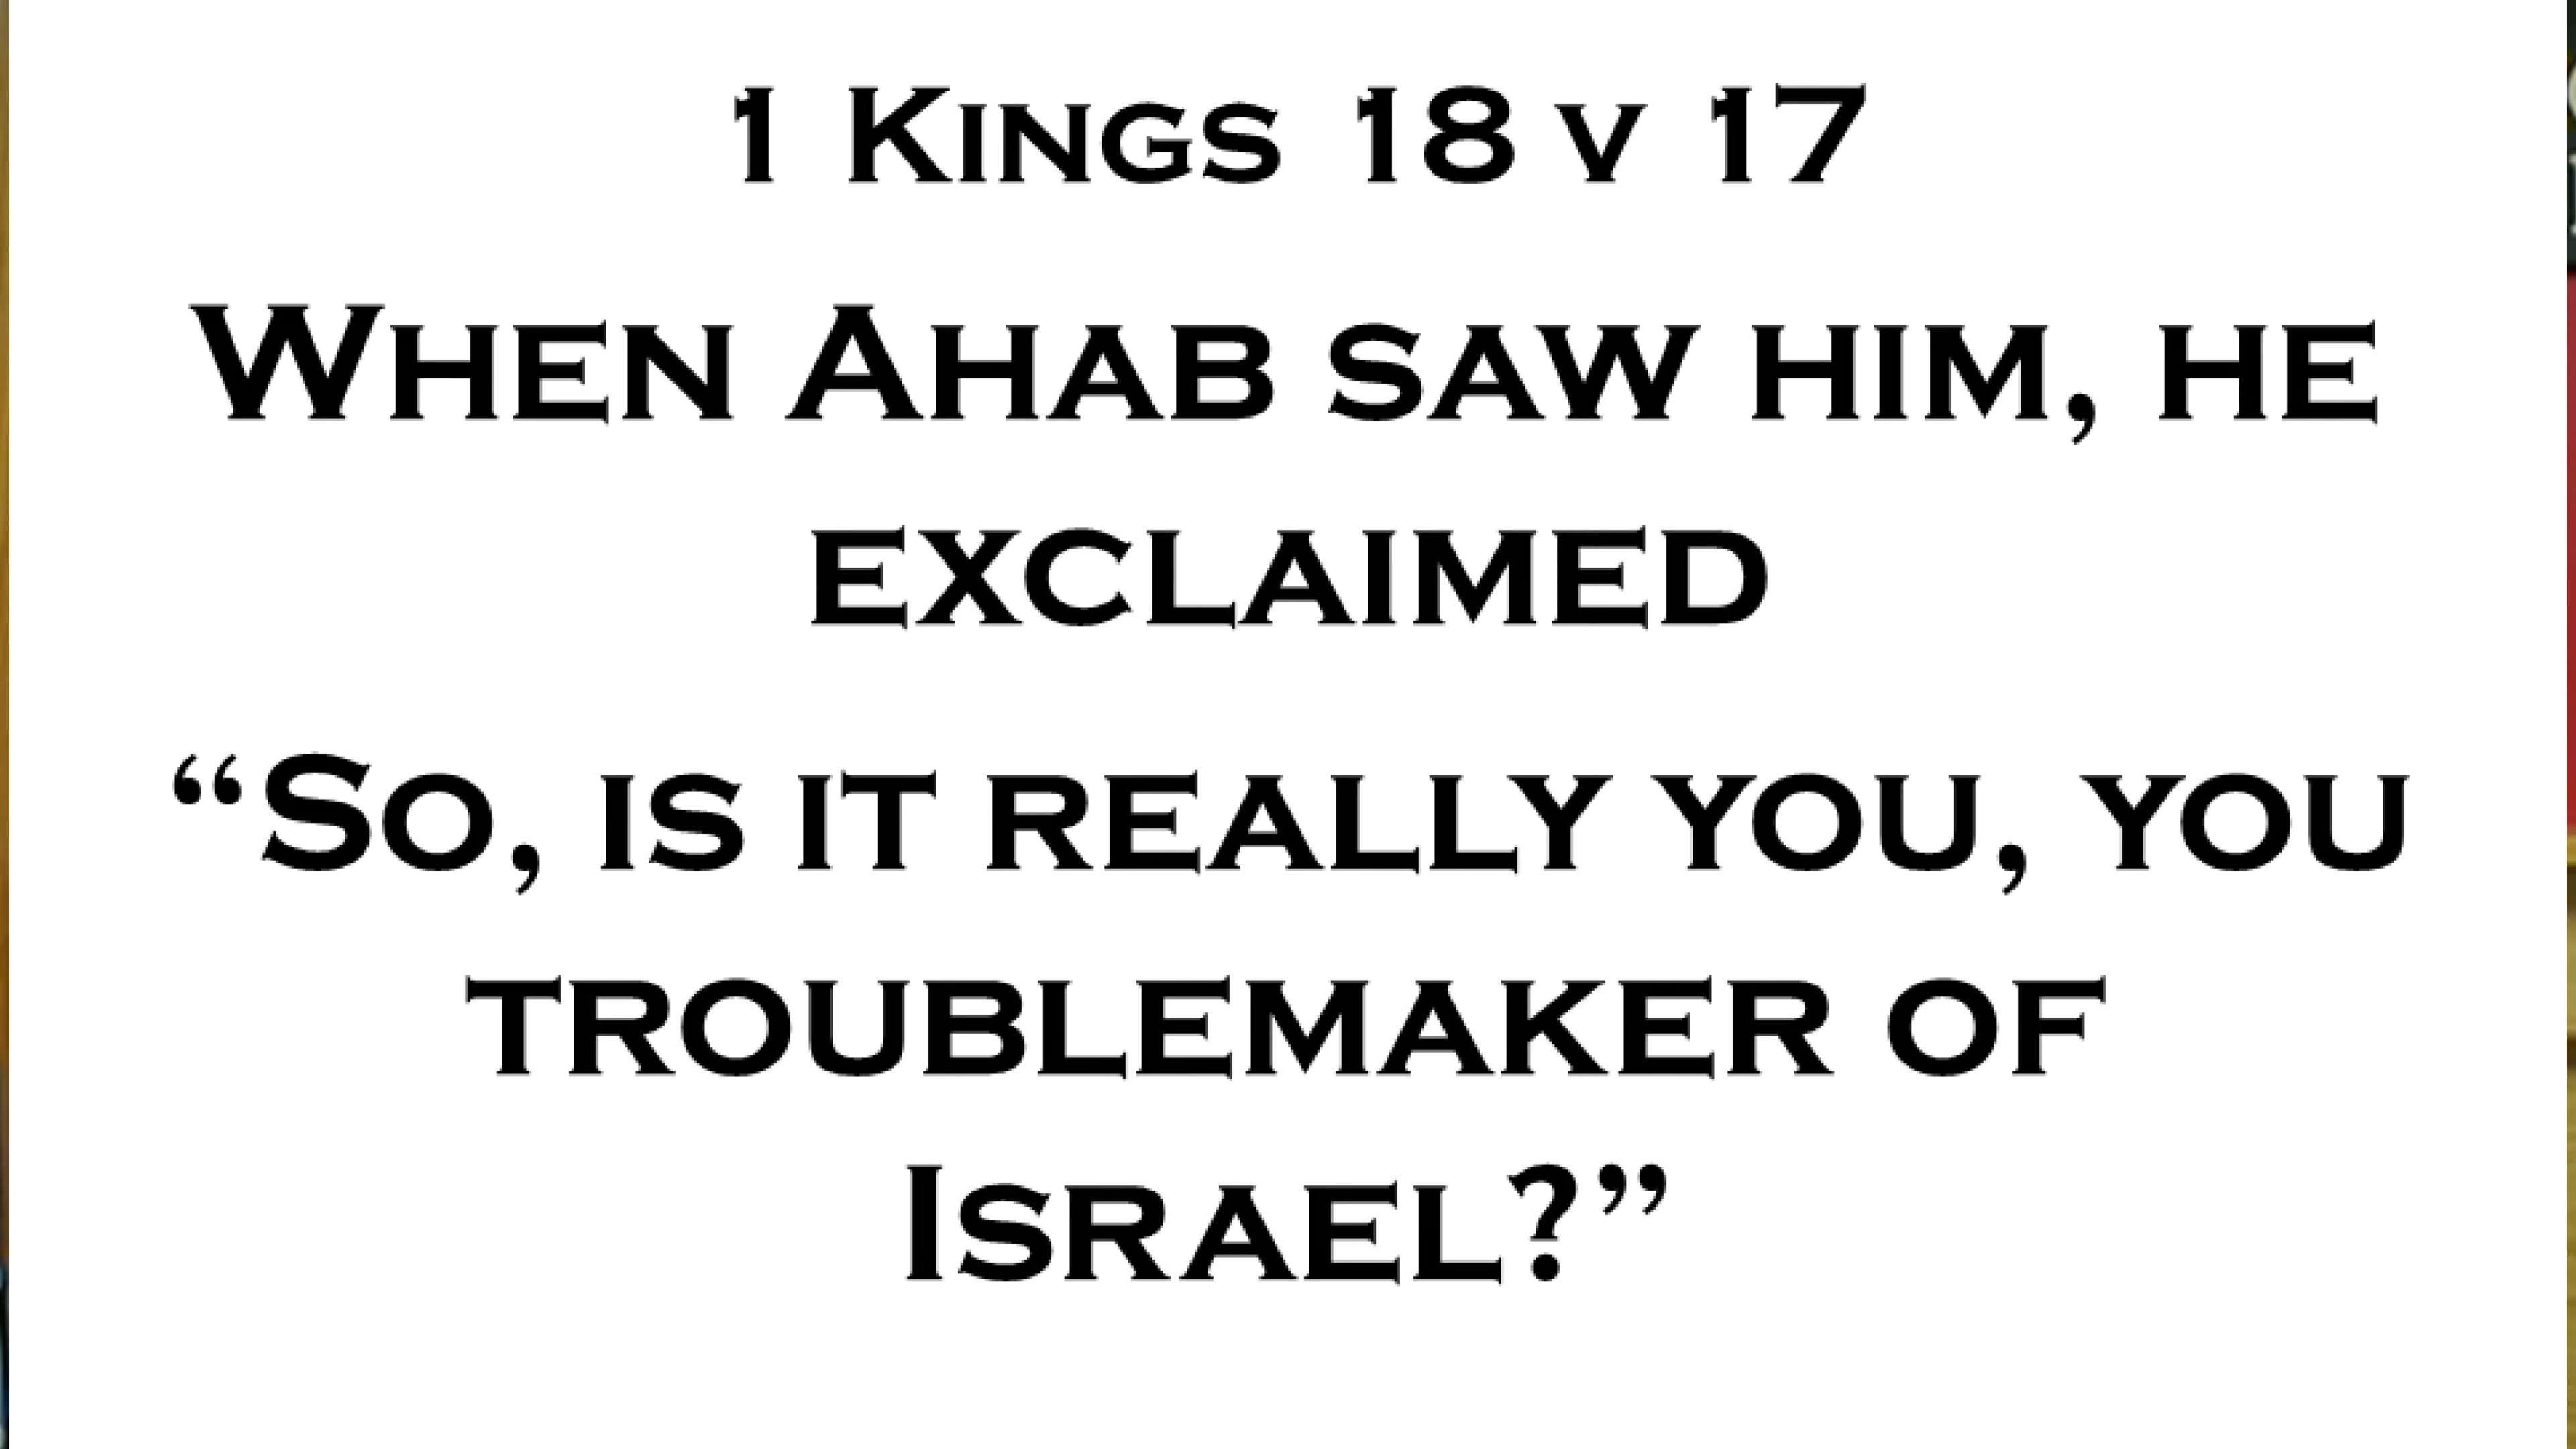 1 Kings 18 v 17
When Ahab saw him, he
exclaimed
“So, is it really you, you
troublemaker of
Israel?”